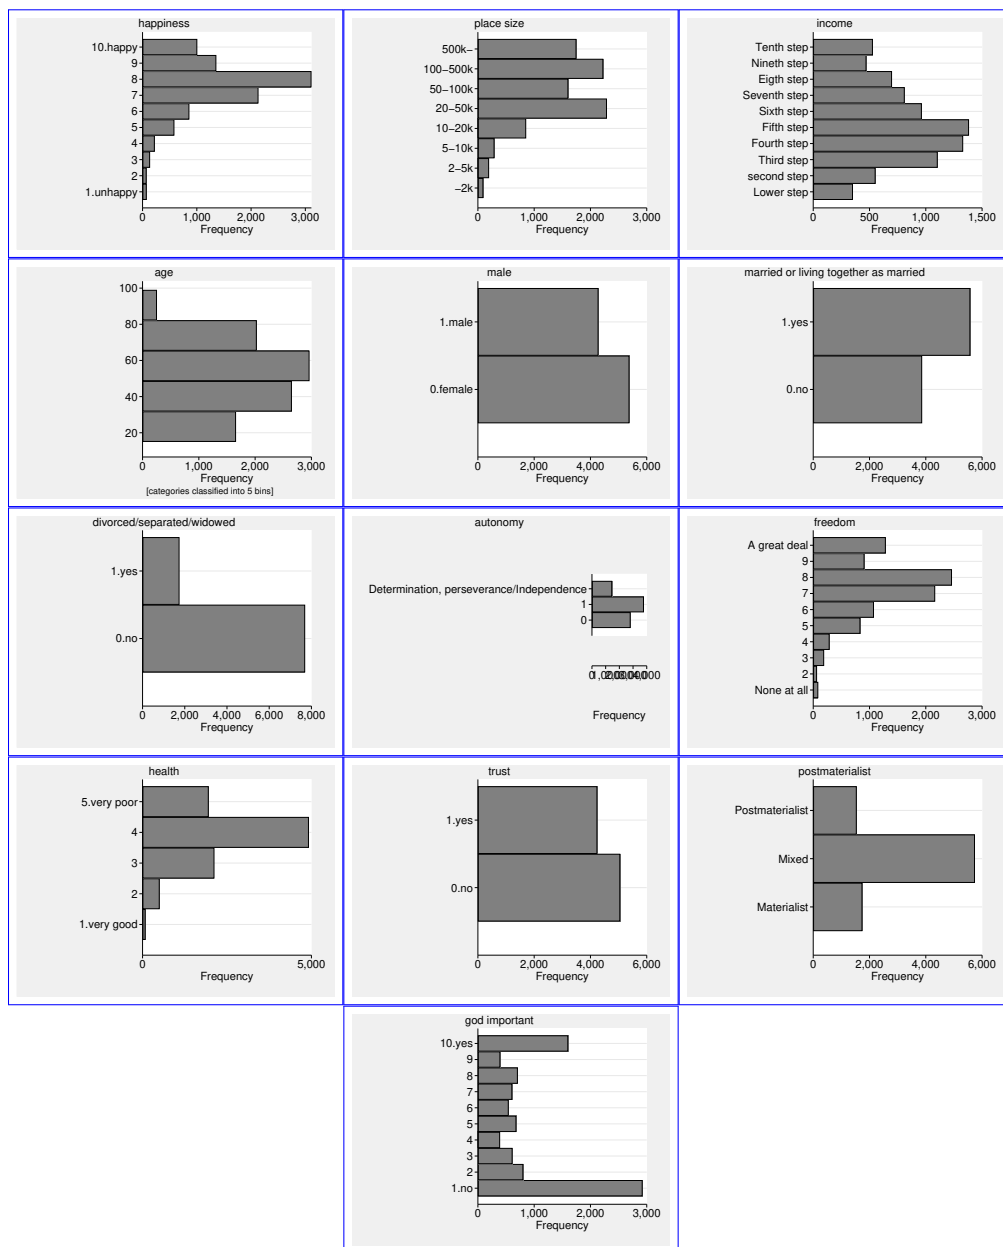 happiness
10.happy
9
8
7
6
5
4
3
2
1.unhappy
0 1,000 2,000 3,000
Frequency
place size
500k–
100–500k
50–100k
20–50k
10–20k
5–10k
2–5k
–2k
0 1,000 2,000 3,000
Frequency
income
Tenth step
Nineth step
Eigth step
Seventh step
Sixth step
Fifth step
Fourth step
Third step
second step
Lower step
0 500 1,000 1,500
Frequency
age
100
80
60
40
20
0 1,000 2,000 3,000
Frequency
[categories classified into 5 bins]
male
1.male
0.female
0 2,000 4,000 6,000
Frequency
married or living together as married
1.yes
0.no
0 2,000 4,000 6,000
Frequency
divorced/separated/widowed
1.yes
0.no
0 2,000 4,000 6,000 8,000
Frequency
autonomy
Determination, perseverance/Independence
1
0
0 1,000 2,000 3,000 4,000
Frequency
freedom
A great deal
9
8
7
6
5
4
3
2
None at all
0 1,000 2,000 3,000
Frequency
health
5.very poor
4
3
2
1.very good
0 5,000
Frequency
trust
1.yes
0.no
0 2,000 4,000 6,000
Frequency
postmaterialist
Postmaterialist
Mixed
Materialist
0 2,000 4,000 6,000
Frequency
god important
10.yes
9
8
7
6
5
4
3
2
1.no
0 1,000 2,000 3,000
Frequency